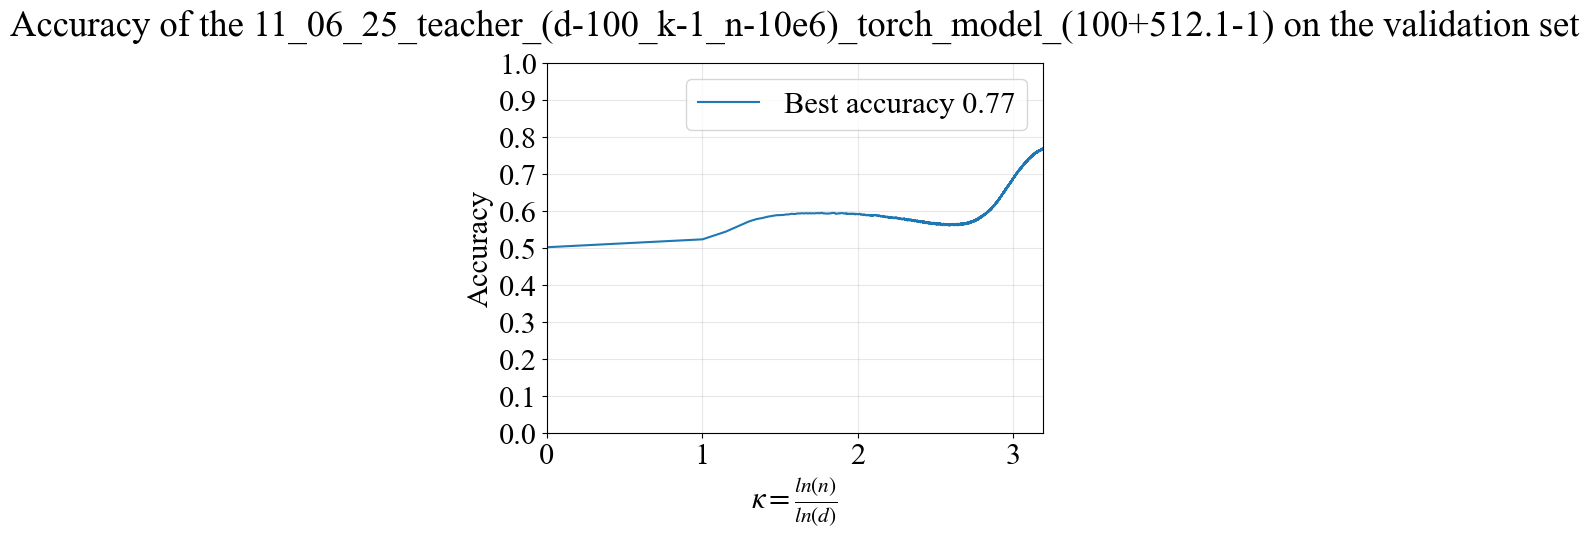 Accuracy of the 11_06_25_teacher_(d-100_k-1_n-10e6)_torch_model_(100+512.1-1) on the validation set
1.0
Best accuracy 0.77
0.9
0.8
0.7
0.6
0.5
0.4
0.3
0.2
0.1
0.0
Accuracy
0 1 2 3
κ = ln(n) / ln(d)